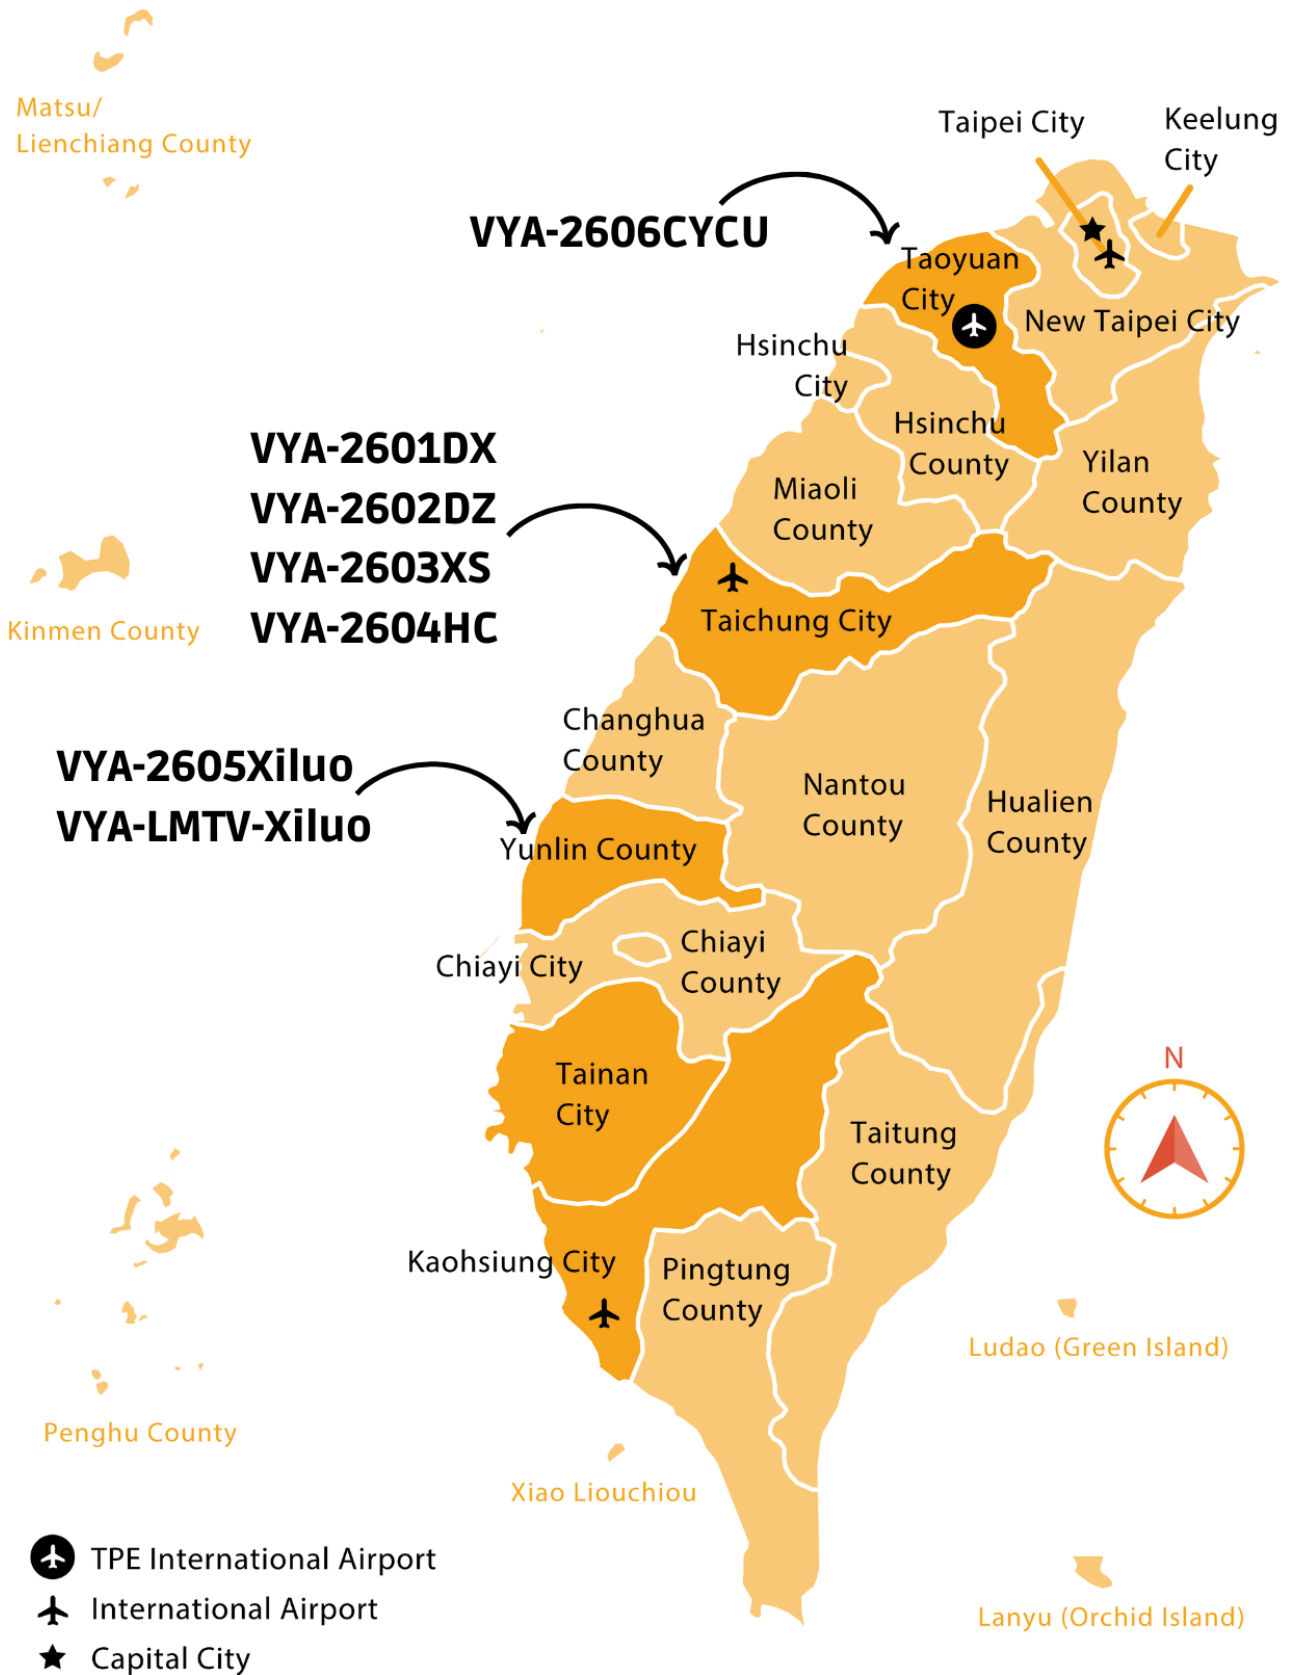 Matsu/
Lienchiang County
Taipei City
Keelung
City
VYA-2606CYCU
Taoyuan
City
New Taipei City
Hsinchu
City
Hsinchu
County
Yilan
County
VYA-2601DX
VYA-2602DZ
VYA-2603XS
VYA-2604HC
Miaoli
County
Kinmen County
Taichung City
Changhua
County
VYA-2605Xiluo
VYA-LMTV-Xiluo
Nantou
County
Hualien
County
Yunlin County
Chiayi City
Chiayi
County
Tainan
City
N
Taitung
County
Kaohsiung City
Pingtung
County
Ludao (Green Island)
Penghu County
Xiao Liouchiou
TPE International Airport
International Airport
Capital City
Lanyu (Orchid Island)